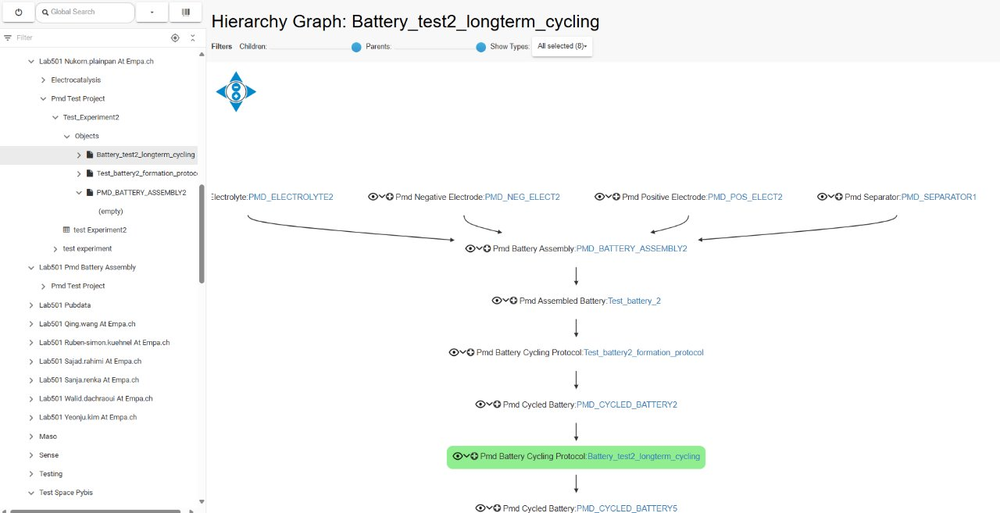 Global Search
Filter
Lab501 Nukorn.plainpan At Empa.ch
Electrocatalysis
Pmd Test Project
Test_Experiment2
Objects
Battery_test2_longterm_cycling
Test_battery2_formation_protoc
PMD_BATTERY_ASSEMBLY2
(empty)
test Experiment2
test experiment
Lab501 Pmd Battery Assembly
Pmd Test Project
Lab501 Pubdata
Lab501 Qing.wang At Empa.ch
Lab501 Ruben-simon.kuehnel At Empa.ch
Lab501 Sajad.rahimi At Empa.ch
Lab501 Sanja.renka At Empa.ch
Lab501 Walid.dachraoui At Empa.ch
Lab501 Yeonju.kim At Empa.ch
Maso
Sense
Testing
Test Space Pybis
Hierarchy Graph: Battery_test2_longterm_cycling
Filters Children: Parents: Show Types: All selected (8)
Electrolyte:PMD_ELECTROLYTE2 Pmd Negative Electrode:PMD_NEG_ELECT2 Pmd Positive Electrode:PMD_POS_ELECT2 Pmd Separator:PMD_SEPARATOR1
Pmd Battery Assembly:PMD_BATTERY_ASSEMBLY2
Pmd Assembled Battery:Test_battery_2
Pmd Battery Cycling Protocol:Test_battery2_formation_protocol
Pmd Cycled Battery:PMD_CYCLED_BATTERY2
Pmd Battery Cycling Protocol:Battery_test2_longterm_cycling
Pmd Cycled Battery:PMD_CYCLED_BATTERY5